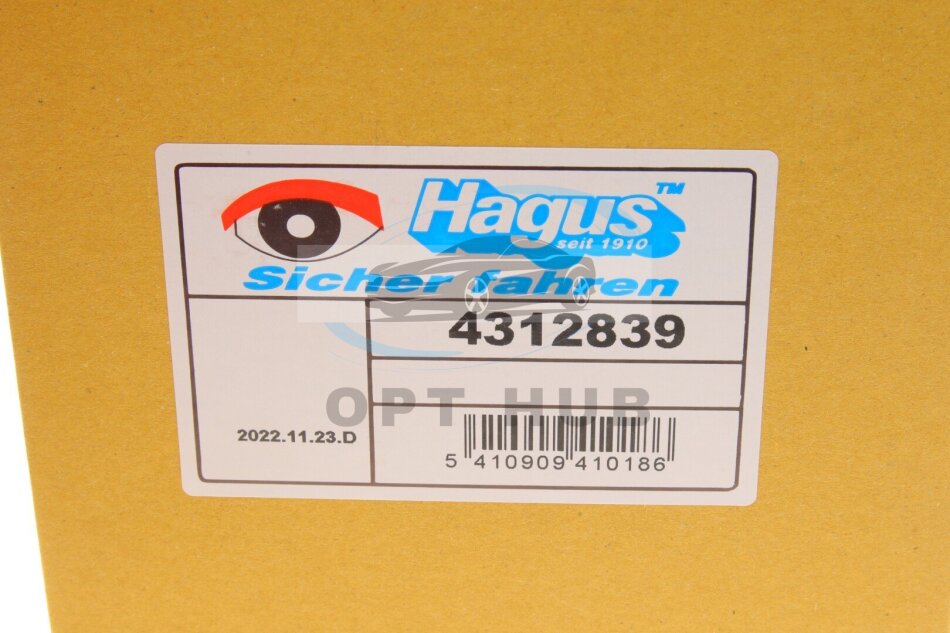 Hagus™
seit 1910
Sicher fahren
4312839
OPT HUB
2022.11.23.D
5 410909 410186